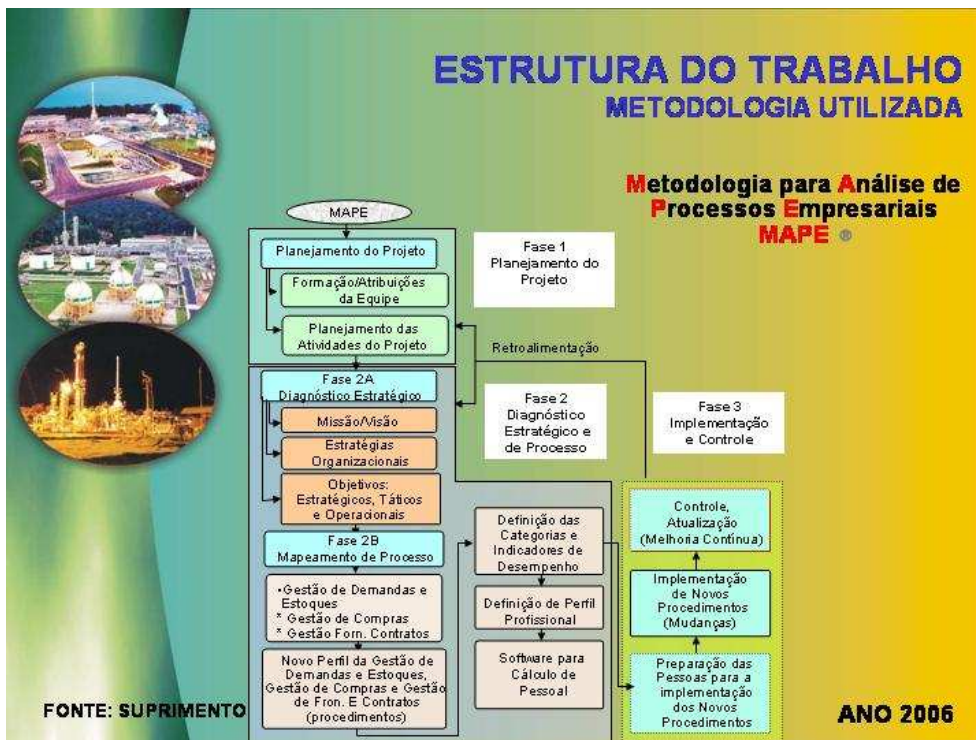 ESTRUTURA DO TRABALHO
METODOLOGIA UTILIZADA
Metodologia para Análise de
Processos Empresariais
MAPE ®
MAPE
Planejamento do Projeto
Formação/Atribuições
da Equipe
Planejamento das
Atividades do Projeto
Fase 1
Planejamento do
Projeto
Retroalimentação
Fase 2A
Diagnóstico Estratégico
Missão/Visão
Estratégias
Organizacionais
Objetivos:
Estratégicos, Táticos
e Operacionais
Fase 2
Diagnóstico
Estratégico e
de Processo
Fase 3
Implementação
e Controle
Fase 2B
Mapeamento de Processo
•Gestão de Demandas e
Estoques
* Gestão de Compras
* Gestão Forn. Contratos
Novo Perfil da Gestão de
Demandas e Estoques,
Gestão de Compras e Gestão
de Fron. E Contratos
(procedimentos)
Definição das
Categorias e
Indicadores de
Desempenho
Definição de Perfil
Profissional
Software para
Cálculo de
Pessoal
Controle,
Atualização
(Melhoria Contínua)
Implementação
de Novos
Procedimentos
(Mudanças)
Preparação das
Pessoas para a
implementação
dos Novos
Procedimentos
FONTE: SUPRIMENTO
ANO 2006